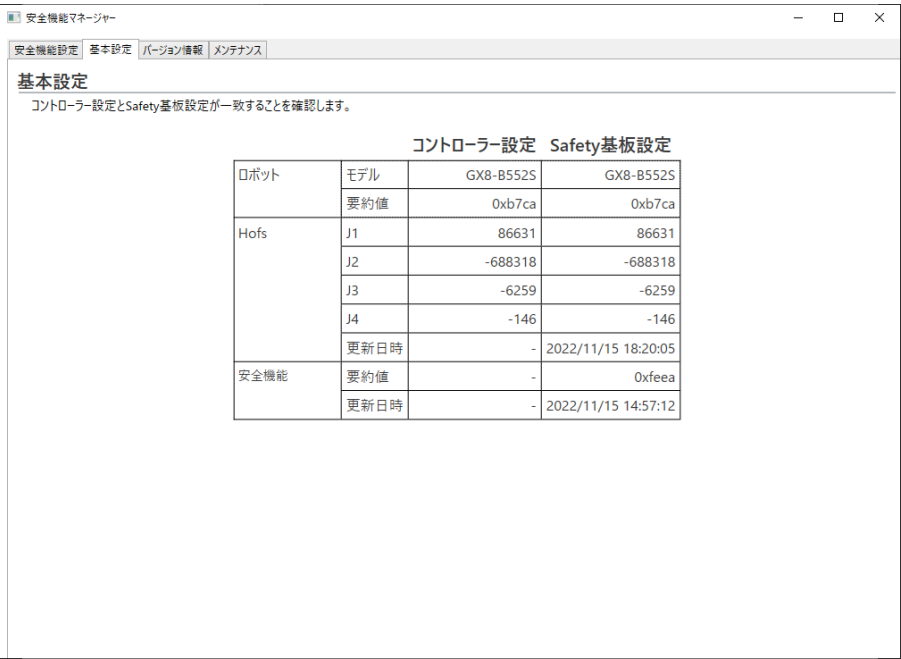 安全機能マネージャー
安全機能設定 基本設定 バージョン情報 メンテナンス
基本設定
コントローラー設定とSafety基板設定が一致することを確認します。
コントローラー設定 Safety基板設定
ロボット モデル GX8-B552S GX8-B552S
要約値 0xb7ca 0xb7ca
Hofs J1 86631 86631
J2 -688318 -688318
J3 -6259 -6259
J4 -146 -146
更新日時 - 2022/11/15 18:20:05
安全機能 要約値 - 0xfeea
更新日時 - 2022/11/15 14:57:12